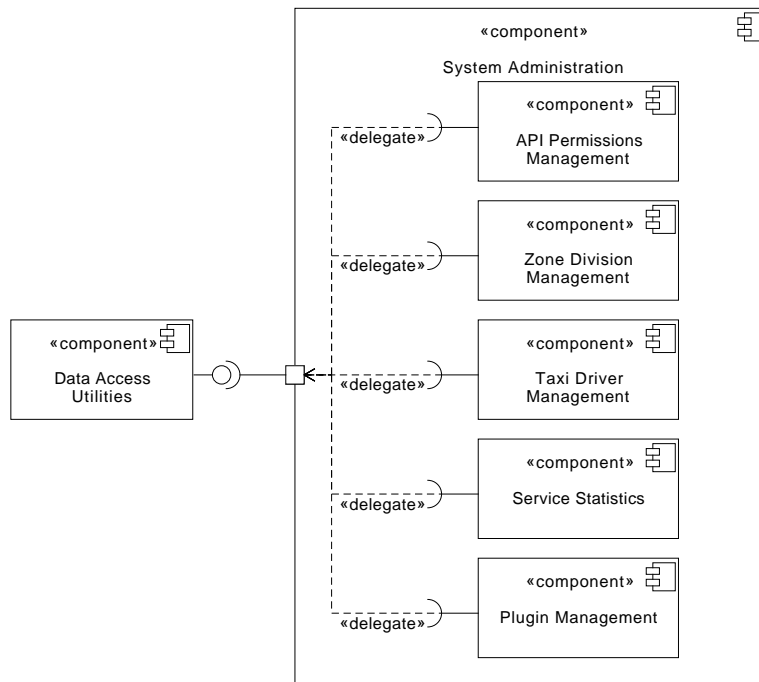 «component»
System Administration
«component»
API Permissions
Management
«delegate»
«component»
Zone Division
Management
«delegate»
«component»
Data Access
Utilities
«component»
Taxi Driver
Management
«delegate»
«component»
Service Statistics
«delegate»
«component»
Plugin Management
«delegate»